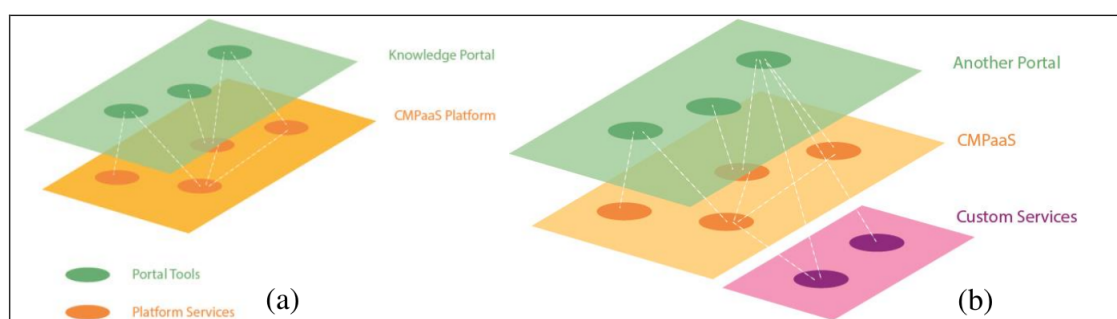 Knowledge Portal
CMPaaS Platform
Portal Tools
Platform Services
(a)
Another Portal
CMPaaS
Custom Services
(b)